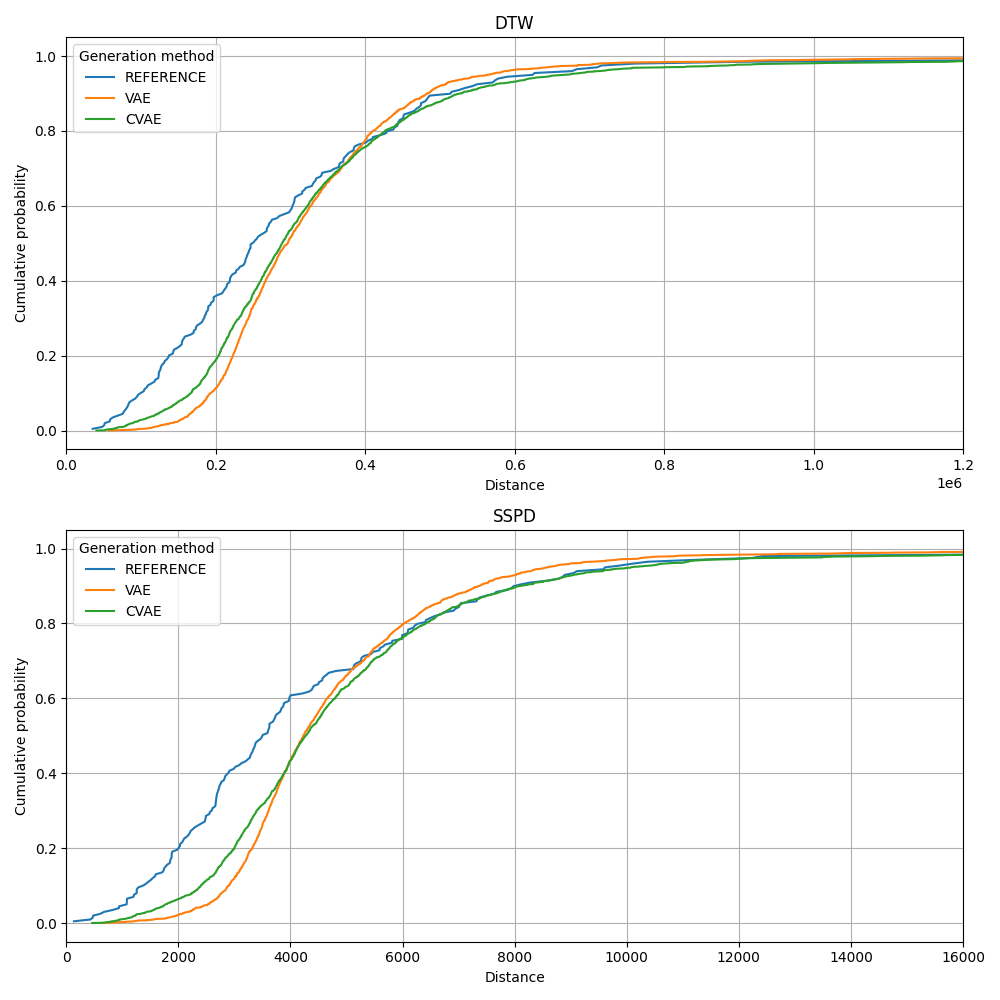 DTW
Generation method
REFERENCE
VAE
CVAE
Cumulative probability
1.0
0.8
0.6
0.4
0.2
0.0
0.0 0.2 0.4 0.6 0.8 1.0 1.2
1e6
Distance
SSPD
Generation method
REFERENCE
VAE
CVAE
Cumulative probability
1.0
0.8
0.6
0.4
0.2
0.0
0 2000 4000 6000 8000 10000 12000 14000 16000
Distance